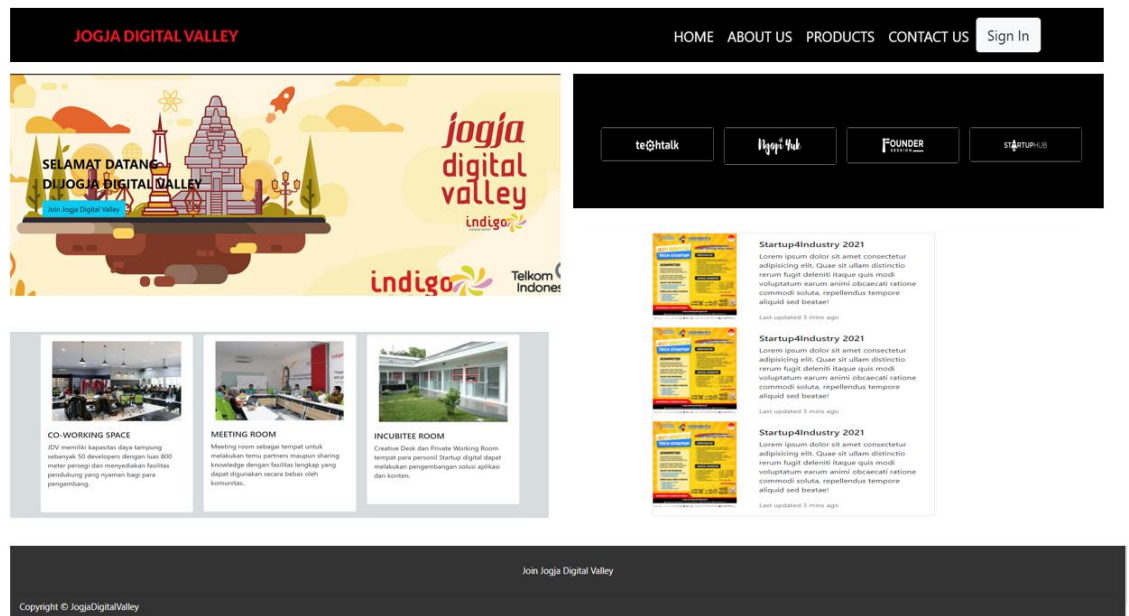 JOGJA DIGITAL VALLEY
HOME ABOUT US PRODUCTS CONTACT US Sign In
SELAMAT DATANG
DI JOGJA DIGITAL VALLEY
Join Jogja Digital Valley
jogja
digital
valley
indigo
indigo
Telkom
Indones
te⚙htalk
Ngopi Yuk
FOUNDER
SESSION
STARTUPHUB
CO-WORKING SPACE
JDV memiliki kapasitas daya tampung
sebanyak 50 developers dengan luas 800
meter persegi dan menyediakan fasilitas
pendukung yang nyaman bagi para
pengembang.
MEETING ROOM
Meeting room sebagai tempat untuk
melakukan temu partners maupun sharing
knowledge dengan fasilitas lengkap yang
dapat digunakan secara bebas oleh
komunitas..
INCUBITEE ROOM
Creative Desk dan Private Working Room
tempat para personil Startup digital dapat
melakukan pengembangan solusi aplikasi
dan konten.
Startup4Industry 2021
Lorem ipsum dolor sit amet consectetur
adipisicing elit. Quae sit ullam distinctio
rerum fugit deleniti itaque quis modi
voluptatum earum animi obcaecati ratione
commodi soluta, repellendus tempore
aliquid sed beatae!
Last updated 3 mins ago
TECH STARTUP
Startup4Industry 2021
Lorem ipsum dolor sit amet consectetur
adipisicing elit. Quae sit ullam distinctio
rerum fugit deleniti itaque quis modi
voluptatum earum animi obcaecati ratione
commodi soluta, repellendus tempore
aliquid sed beatae!
Last updated 3 mins ago
TECH STARTUP
Startup4Industry 2021
Lorem ipsum dolor sit amet consectetur
adipisicing elit. Quae sit ullam distinctio
rerum fugit deleniti itaque quis modi
voluptatum earum animi obcaecati ratione
commodi soluta, repellendus tempore
aliquid sed beatae!
Last updated 3 mins ago
TECH STARTUP
Join Jogja Digital Valley
Copyright © JogjaDigitalValley